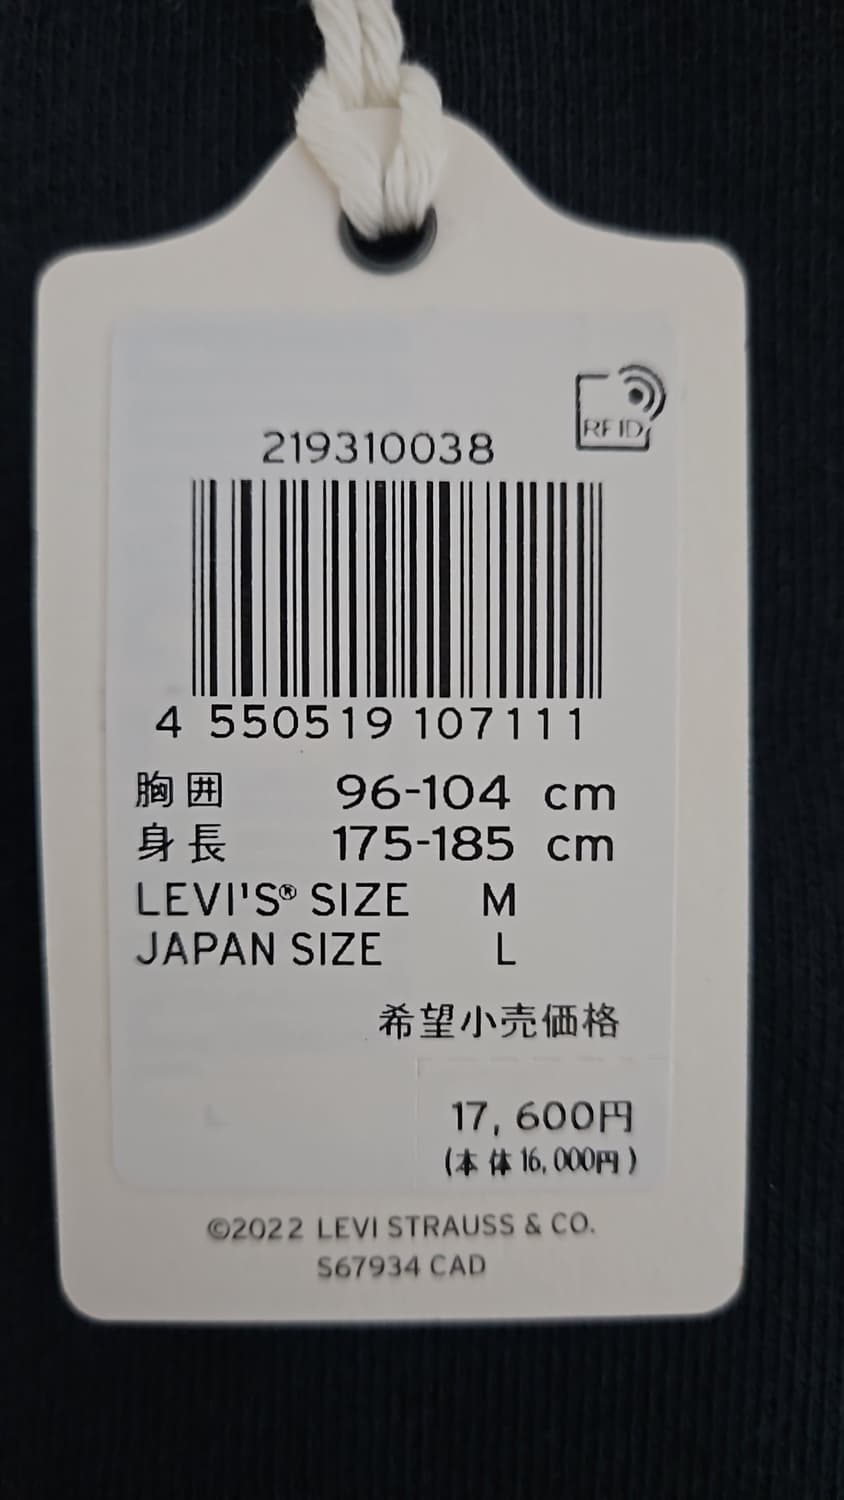 RFID
219310038
4 550519 107111
胸囲 96-104 cm
身長 175-185 cm
LEVI'S® SIZE M
JAPAN SIZE L
希望小売価格
17,600円
(本体16,000円)
©2022 LEVI STRAUSS & CO.
S67934 CAD